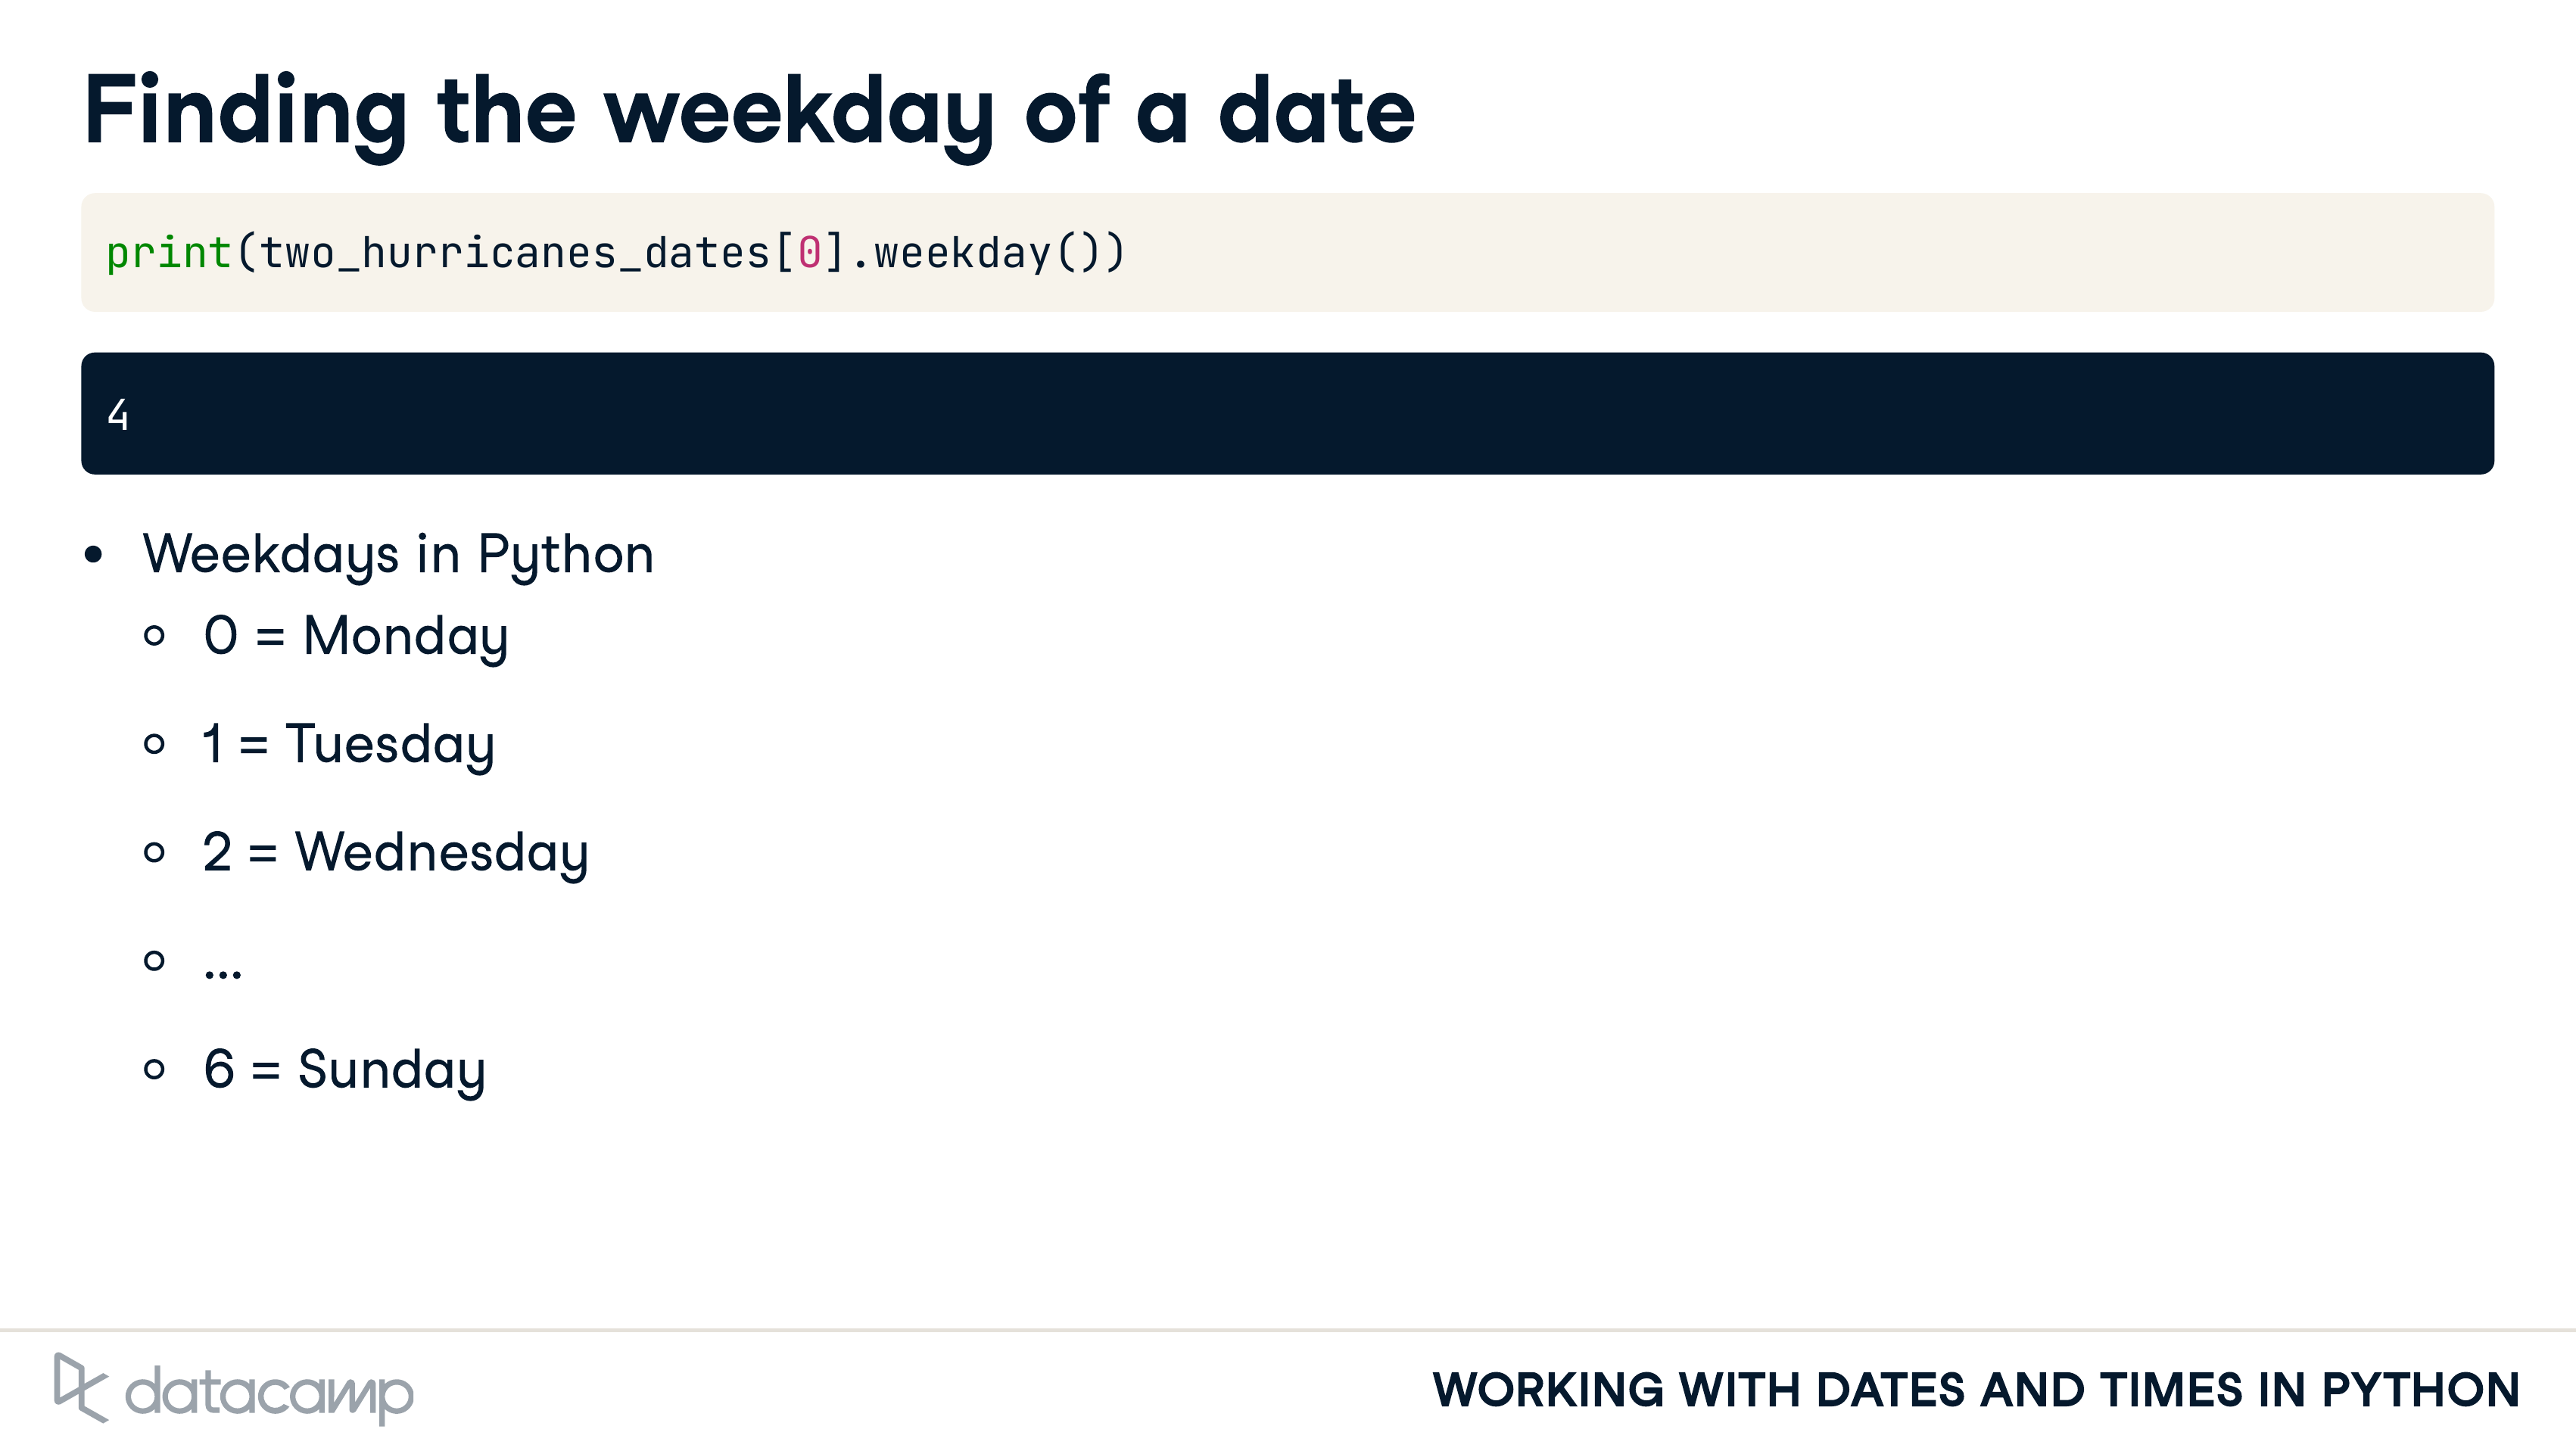 Finding the weekday of a date
print(two_hurricanes_dates[0].weekday())
4
• Weekdays in Python
0 = Monday
1 = Tuesday
2 = Wednesday
...
6 = Sunday
datacamp
WORKING WITH DATES AND TIMES IN PYTHON